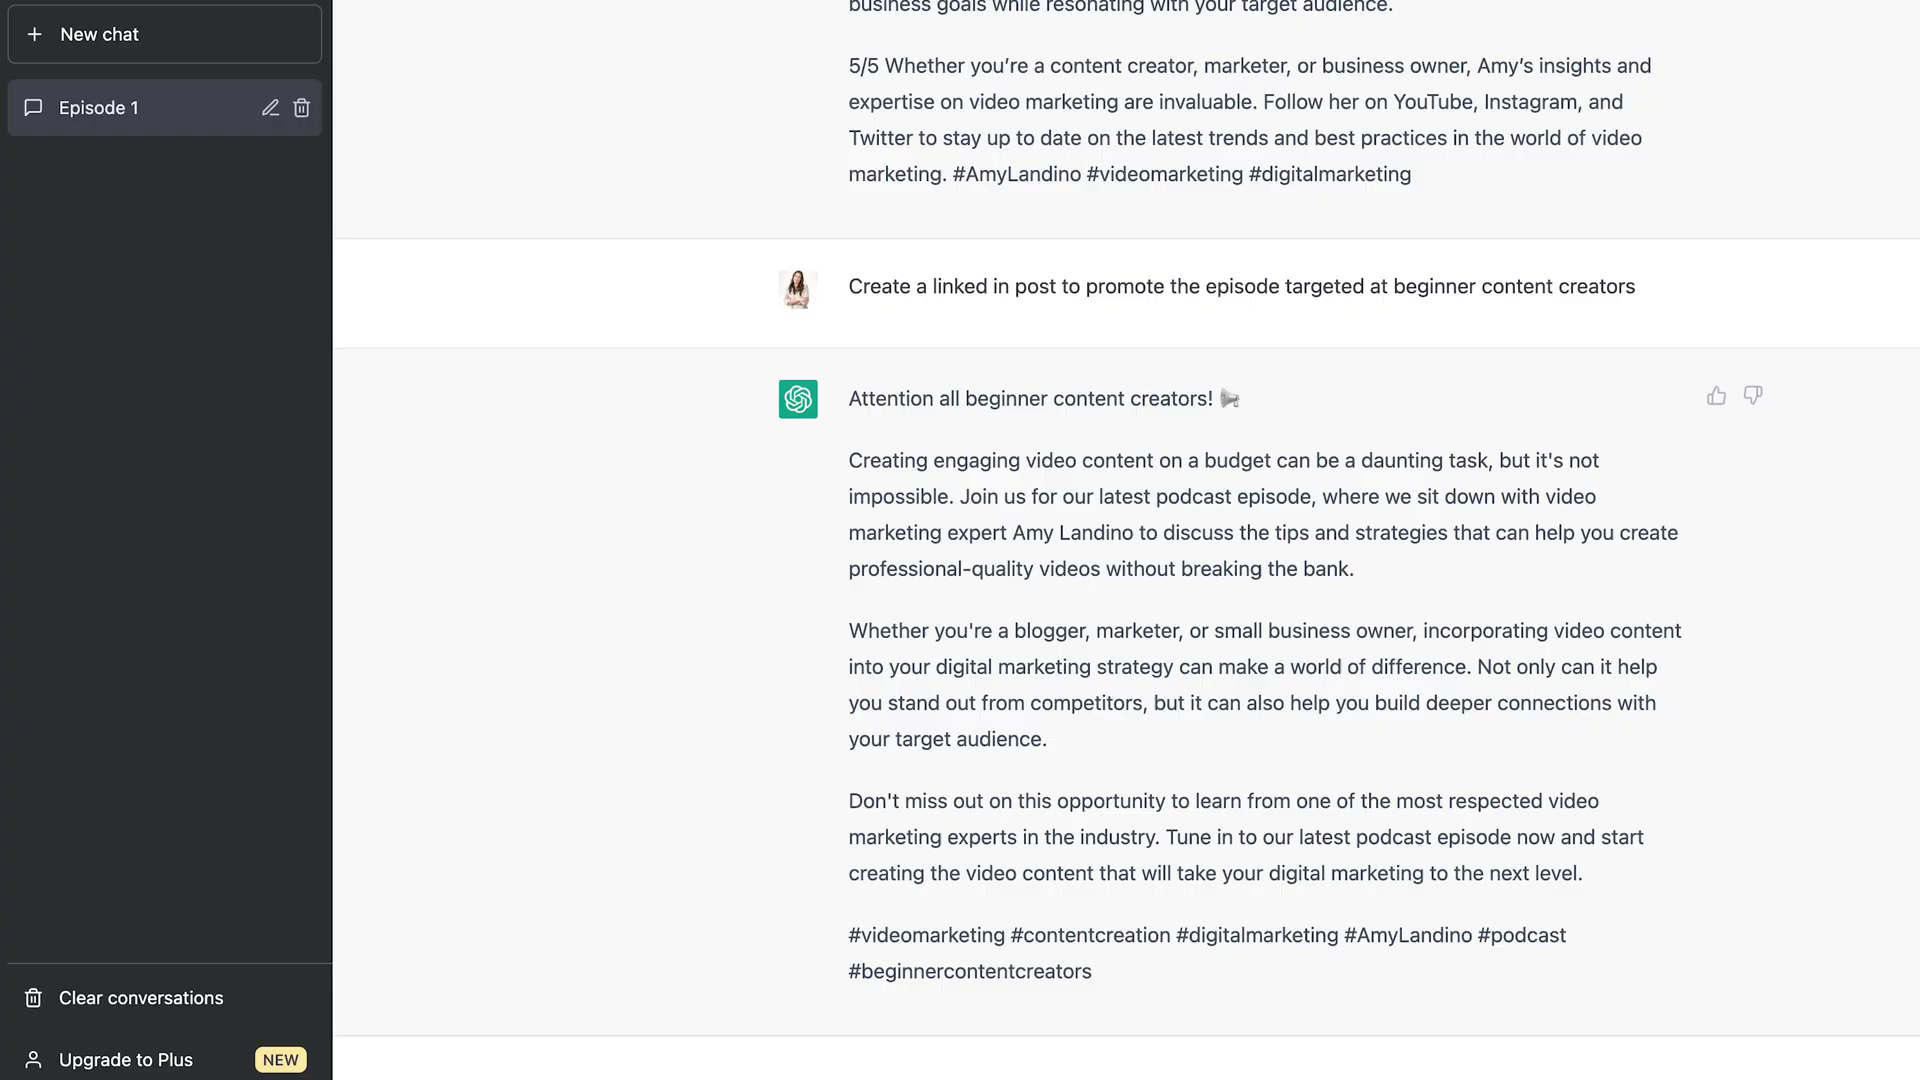 New chat
Episode 1
Clear conversations
Upgrade to Plus
NEW
business goals while resonating with your target audience.
5/5 Whether you’re a content creator, marketer, or business owner, Amy’s insights and
expertise on video marketing are invaluable. Follow her on YouTube, Instagram, and
Twitter to stay up to date on the latest trends and best practices in the world of video
marketing. #AmyLandino #videomarketing #digitalmarketing
Create a linked in post to promote the episode targeted at beginner content creators
Attention all beginner content creators! 📣
Creating engaging video content on a budget can be a daunting task, but it's not
impossible. Join us for our latest podcast episode, where we sit down with video
marketing expert Amy Landino to discuss the tips and strategies that can help you create
professional-quality videos without breaking the bank.
Whether you're a blogger, marketer, or small business owner, incorporating video content
into your digital marketing strategy can make a world of difference. Not only can it help
you stand out from competitors, but it can also help you build deeper connections with
your target audience.
Don't miss out on this opportunity to learn from one of the most respected video
marketing experts in the industry. Tune in to our latest podcast episode now and start
creating the video content that will take your digital marketing to the next level.
#videomarketing #contentcreation #digitalmarketing #AmyLandino #podcast
#beginnercontentcreators